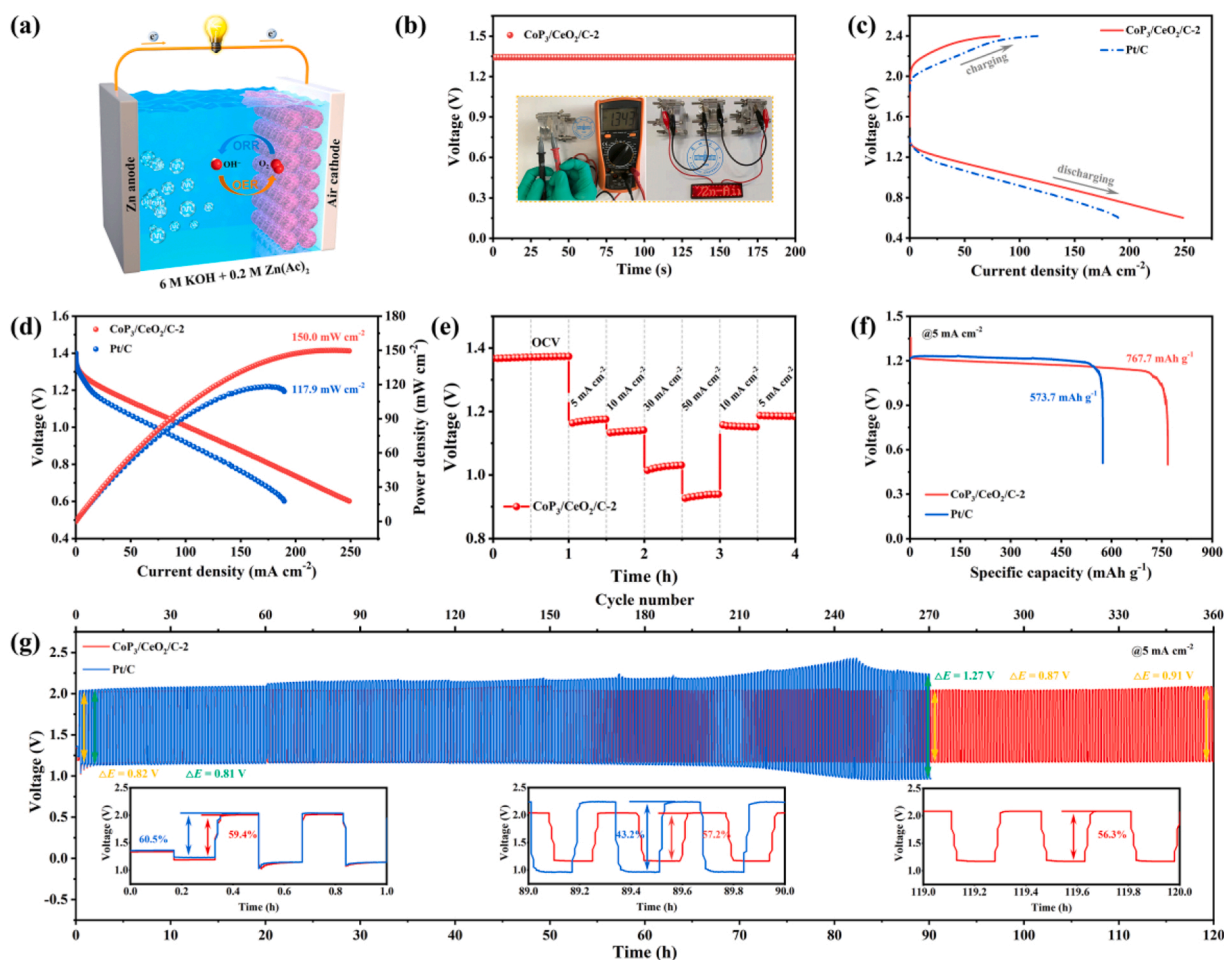 (a)
e⁻
e⁻
Zn anode
ORR
OH⁻
O₂
OER
Air cathode
6 M KOH + 0.2 M Zn(Ac)₂
(b)
CoP₃/CeO₂/C-2
Voltage (V)
1.5
1.2
0.9
0.6
0.3
0.0
1.343
Zn-Ai
0 25 50 75 100 125 150 175 200
Time (s)
(c)
CoP₃/CeO₂/C-2
Pt/C
charging
discharging
Voltage (V)
2.4
2.0
1.6
1.2
0.8
0.4
0 50 100 150 200 250
Current density (mA cm⁻²)
(d)
CoP₃/CeO₂/C-2
Pt/C
150.0 mW cm⁻²
117.9 mW cm⁻²
Voltage (V)
1.6
1.4
1.2
1.0
0.8
0.6
0.4
Power density (mW cm⁻²)
180
150
120
90
60
30
0
0 50 100 150 200 250
Current density (mA cm⁻²)
(e)
OCV
5 mA cm⁻²
10 mA cm⁻²
30 mA cm⁻²
50 mA cm⁻²
10 mA cm⁻²
5 mA cm⁻²
CoP₃/CeO₂/C-2
Voltage (V)
1.4
1.2
1.0
0.8
0 1 2 3 4
Time (h)
(f)
@5 mA cm⁻²
767.7 mAh g⁻¹
573.7 mAh g⁻¹
CoP₃/CeO₂/C-2
Pt/C
Voltage (V)
1.5
1.2
0.9
0.6
0.3
0.0
0 150 300 450 600 750 900
Specific capacity (mAh g⁻¹)
Cycle number
0 30 60 90 120 150 180 210 240 270 300 330 360
(g)
CoP₃/CeO₂/C-2
Pt/C
@5 mA cm⁻²
△E = 1.27 V
△E = 0.87 V
△E = 0.91 V
△E = 0.82 V
△E = 0.81 V
Voltage (V)
2.5
2.0
1.5
1.0
0.5
0.0
-0.75
Voltage (V)
2.5
2.0
1.5
1.0
60.5%
59.4%
0.0 0.2 0.4 0.6 0.8 1.0
Time (h)
Voltage (V)
2.5
2.0
1.5
1.0
43.2%
57.2%
89.0 89.2 89.4 89.6 89.8 90.0
Time (h)
Voltage (V)
2.5
2.0
1.5
1.0
56.3%
119.0 119.2 119.4 119.6 119.8 120.0
Time (h)
0 10 20 30 40 50 60 70 80 90 100 110 120
Time (h)